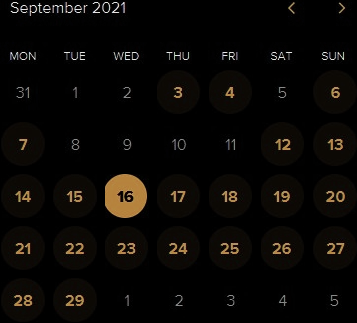 September 2021
MON TUE WED THU FRI SAT SUN
31 1 2 3 4 5 6
7 8 9 10 11 12 13
14 15 16 17 18 19 20
21 22 23 24 25 26 27
28 29 1 2 3 4 5